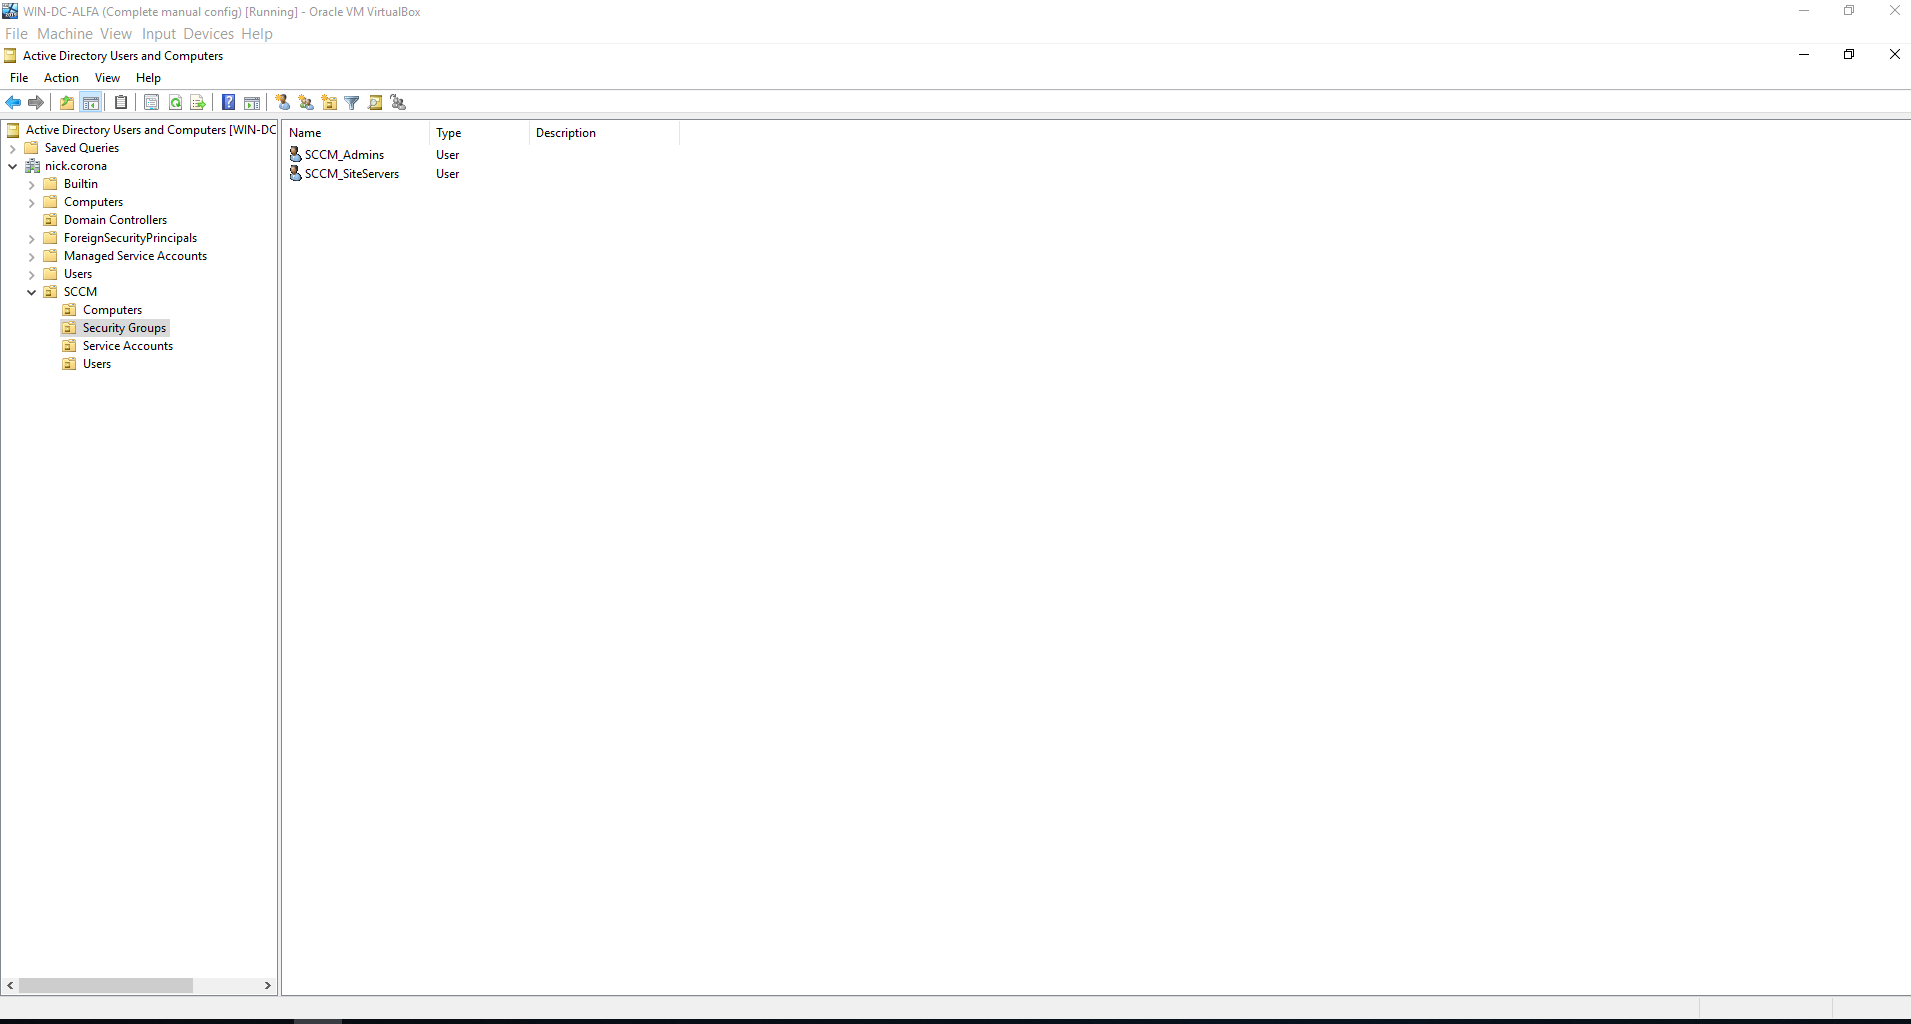 WIN-DC-ALFA (Complete manual config) [Running] - Oracle VM VirtualBox
File Machine View Input Devices Help
Active Directory Users and Computers
File Action View Help
Active Directory Users and Computers [WIN-DC
Saved Queries
nick.corona
Builtin
Computers
Domain Controllers
ForeignSecurityPrincipals
Managed Service Accounts
Users
SCCM
Computers
Security Groups
Service Accounts
Users
Name Type Description
SCCM_Admins User
SCCM_SiteServers User